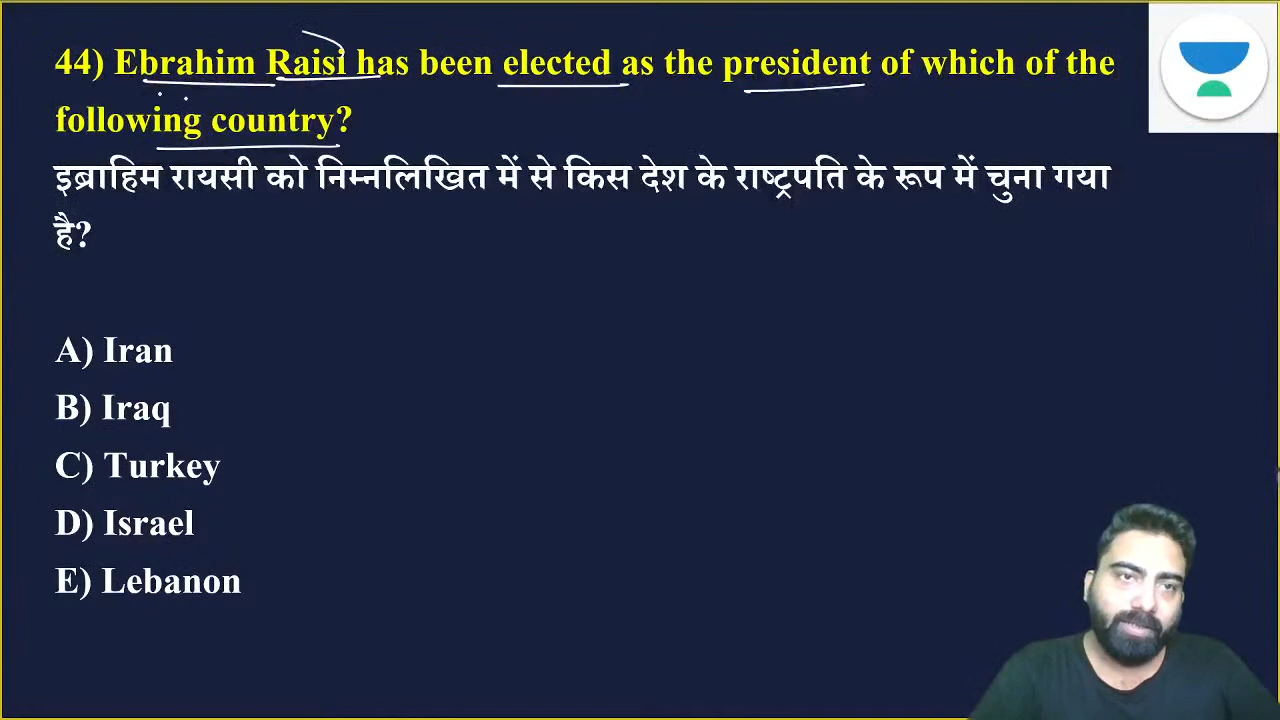 44) Ebrahim Raisi has been elected as the president of which of the
following country?
इब्राहिम रायसी को निम्नलिखित में से किस देश के राष्ट्रपति के रूप में चुना गया
है?
A) Iran
B) Iraq
C) Turkey
D) Israel
E) Lebanon